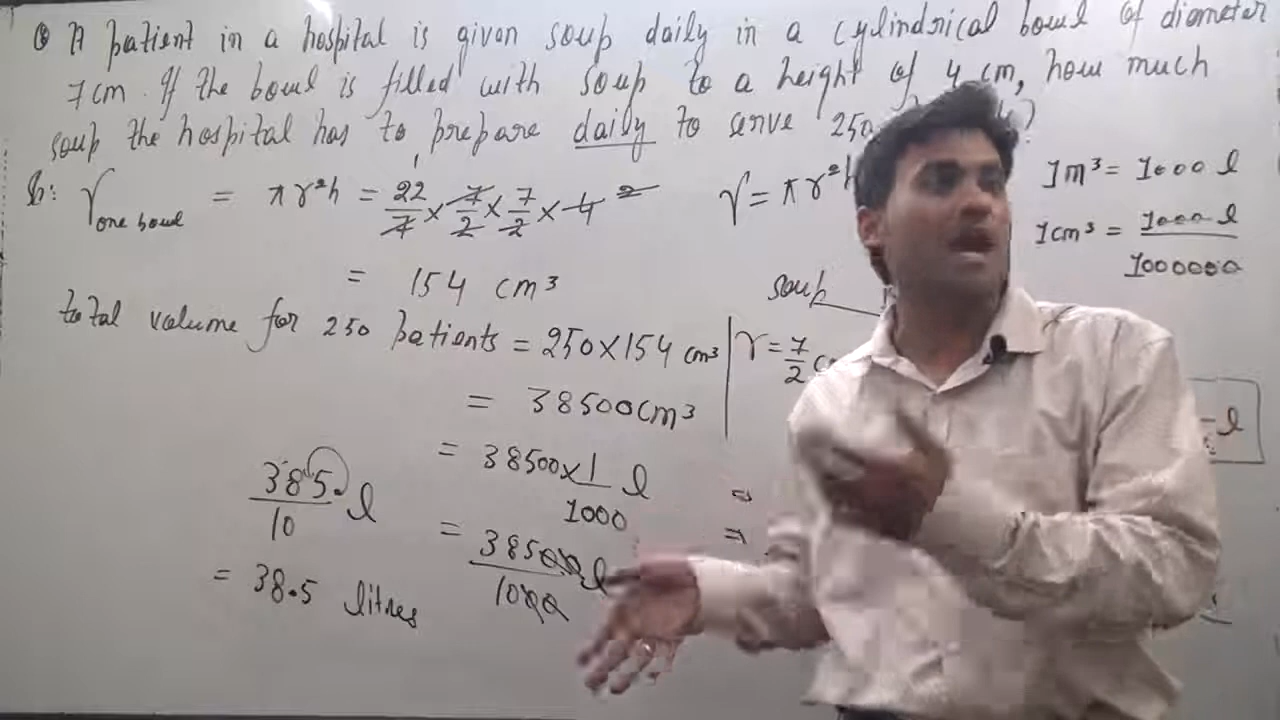 Q A patient in a hospital is given soup daily in a cylindrical bowl of diameter
7cm. If the bowl is filled with soup to a height of 4 cm, how much
soup the hospital has to prepare daily to serve 250 ?
V one bowl = πr²h = 22/7 × 7/2 × 7/2 × 4 2
= 154 cm³
total volume for 250 patients = 250×154 cm³
= 38500cm³
= 38500×1/1000 l
= 38500/1000 l
385/10 l
= 38.5 litres
V = πr²h
soup
r = 7/2
1m³ = 1000 l
1cm³ = 1000 l/1000000
l